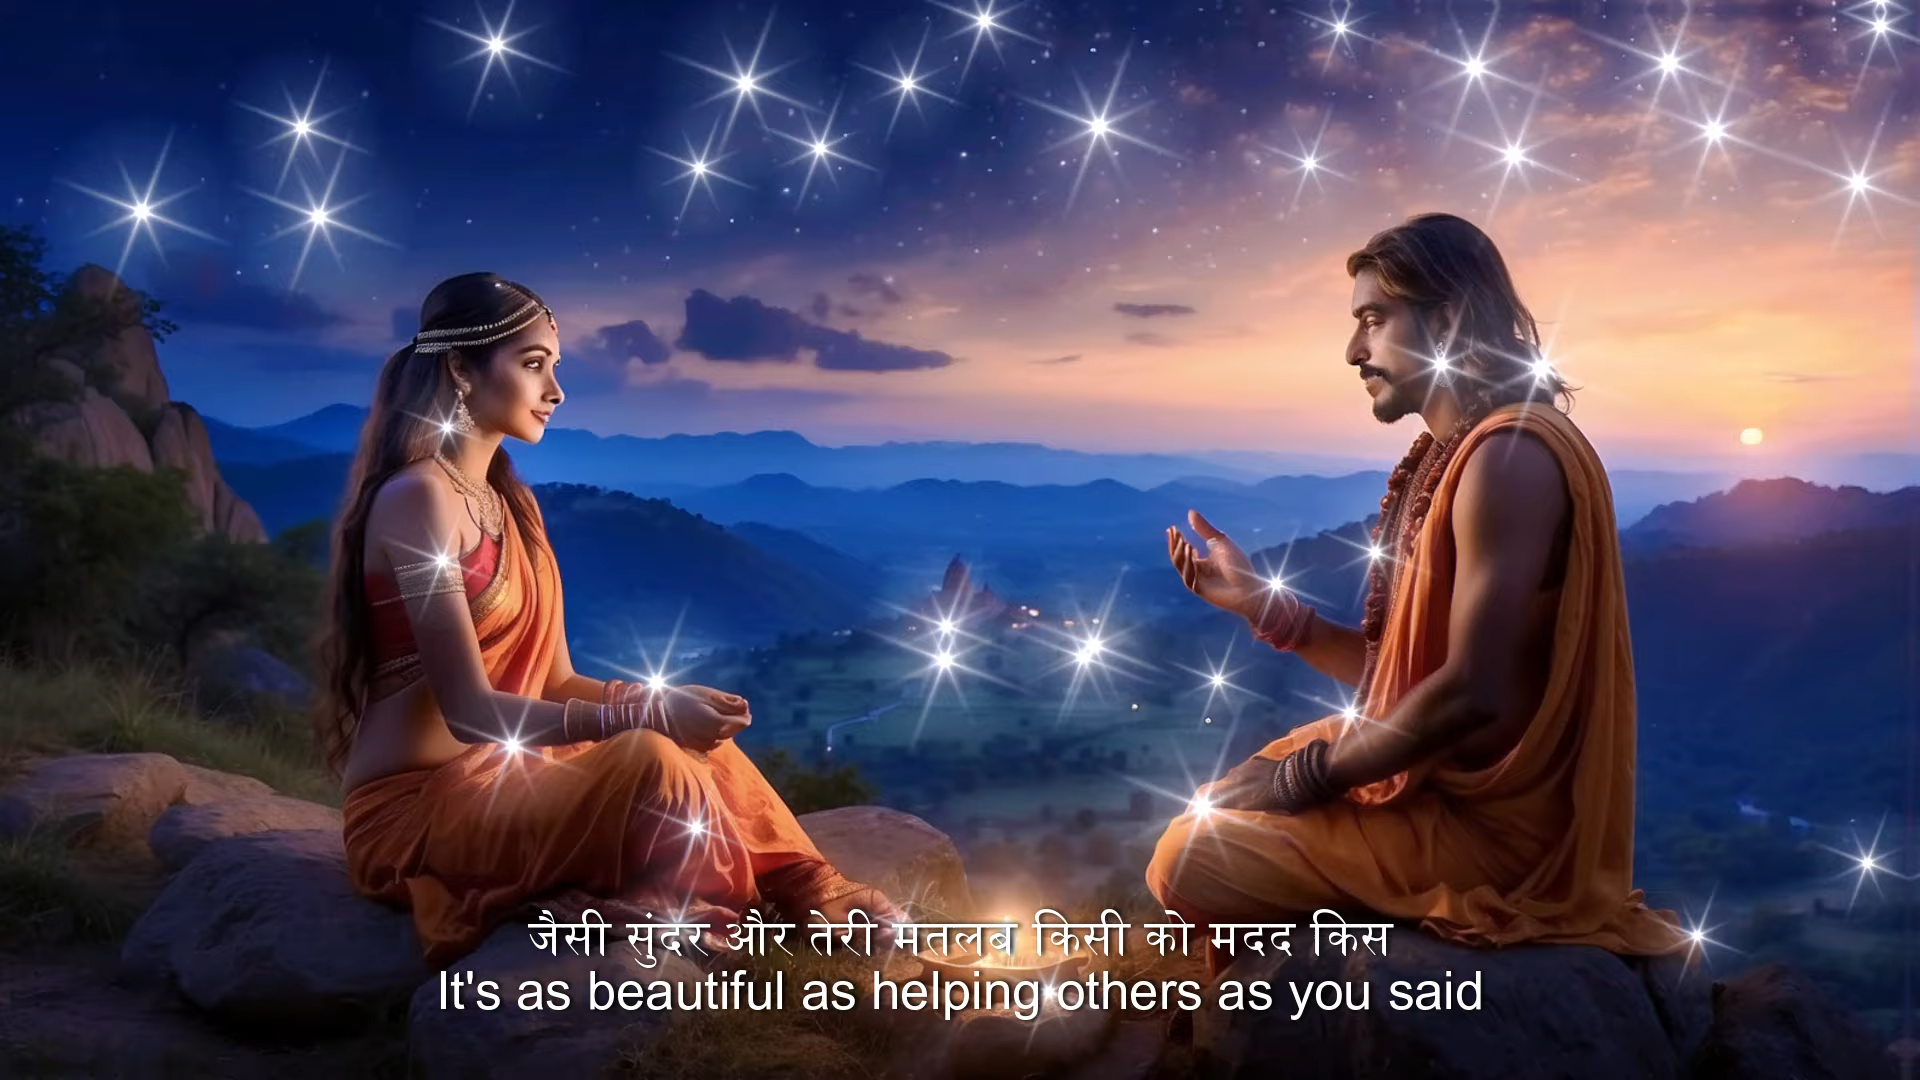 जैसी सुंदर और तेरी मतलब किसी को मदद किस
It's as beautiful as helping others as you said